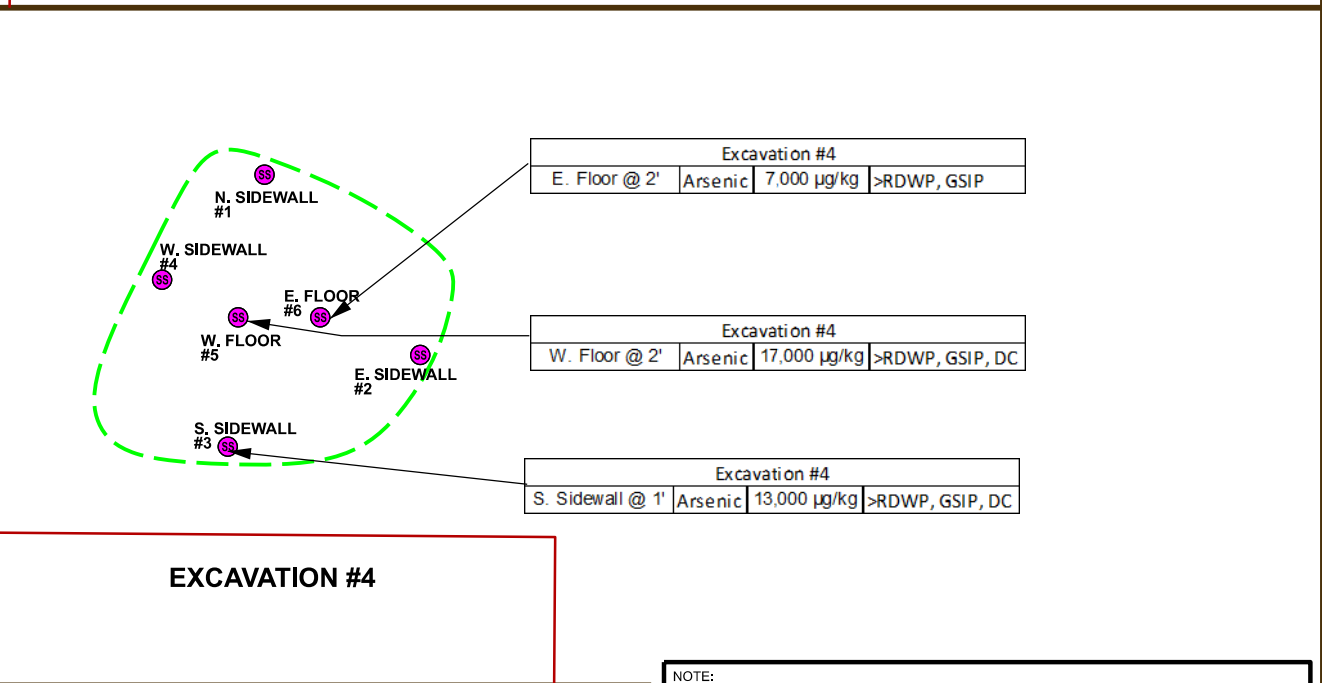 SS
N. SIDEWALL
#1
W. SIDEWALL
#4
SS
E. FLOOR
#6 SS
SS
W. FLOOR
#5
SS
E. SIDEWALL
#2
S. SIDEWALL
#3 SS
Excavation #4
E. Floor @ 2' Arsenic 7,000 µg/kg >RDWP, GSIP
Excavation #4
W. Floor @ 2' Arsenic 17,000 µg/kg >RDWP, GSIP, DC
Excavation #4
S. Sidewall @ 1' Arsenic 13,000 µg/kg >RDWP, GSIP, DC
EXCAVATION #4
NOTE: